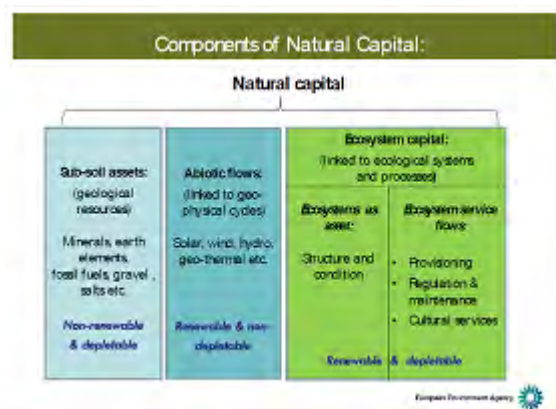 Components of Natural Capital:
Natural capital
Sub-soil assets:
(geological
resources)
Minerals, earth
elements,
fossil fuels, gravel,
salts etc.
Non-renewable
& depletable
Abiotic flows:
(linked to geo-
physical cycles)
Solar, wind, hydro,
geo-thermal etc.
Renewable & non-
depletable
Ecosystem capital:
(linked to ecological systems
and processes)
Ecosystems as
asset:
Structure and
condition
Ecosystem service
flows:
• Provisioning
• Regulation &
maintenance
• Cultural services
Renewable & depletable
European Environment Agency